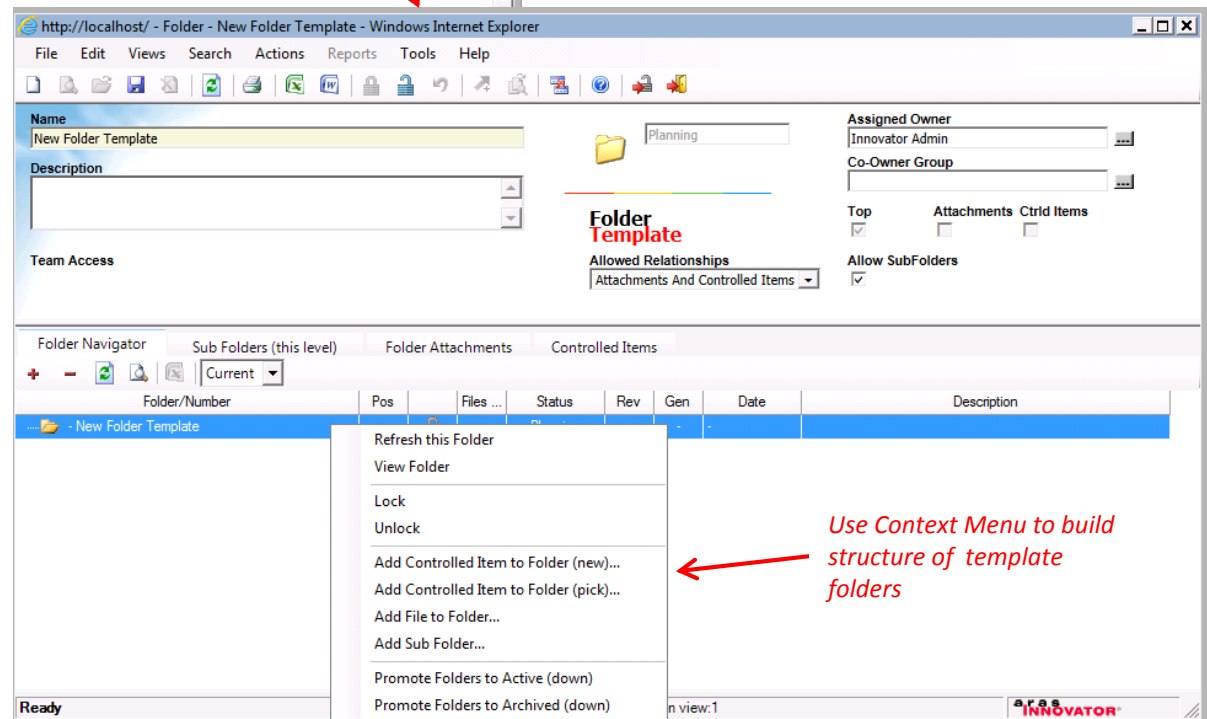 http://localhost/ - Folder - New Folder Template - Windows Internet Explorer
File Edit Views Search Actions Reports Tools Help
Name
New Folder Template
Description
Team Access
Planning
Folder
Template
Allowed Relationships
Attachments And Controlled Items
Assigned Owner
Innovator Admin
...
Co-Owner Group
...
Top Attachments Ctrld Items
Allow SubFolders
Folder Navigator Sub Folders (this level) Folder Attachments Controlled Items
Current
Folder/Number Pos Files ... Status Rev Gen Date Description
- New Folder Template - -
Refresh this Folder
View Folder
Lock
Unlock
Add Controlled Item to Folder (new)...
Add Controlled Item to Folder (pick)...
Add File to Folder...
Add Sub Folder...
Promote Folders to Active (down)
Promote Folders to Archived (down)
Use Context Menu to build
structure of template
folders
Ready
n view:1
aras
INNOVATOR